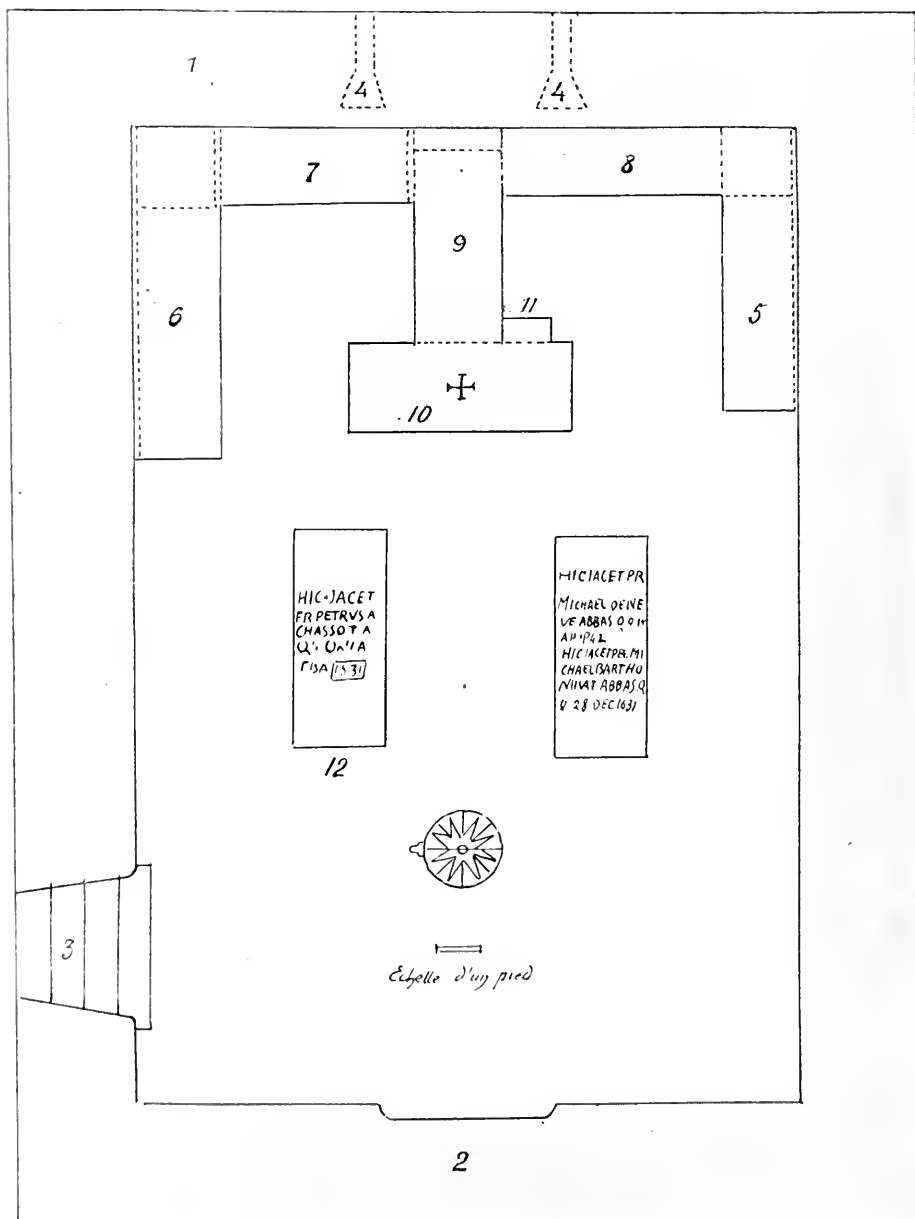 1
4 4
7 8
9
6 11 5
10
HIC·JACET
FR PETRVS A
CHASSOT A
1531
HIC IACET PR
MICHAEL DE NE
VE ABBAS
HIC IACET PR. MI
CHAEL BARTHO
ABBAS. Q.
28 DEC 1631
12
3
Echelle d'un pied
2